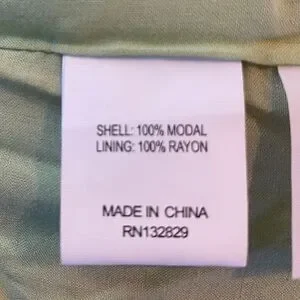 SHELL: 100% MODAL
LINING: 100% RAYON
MADE IN CHINA
RN132829